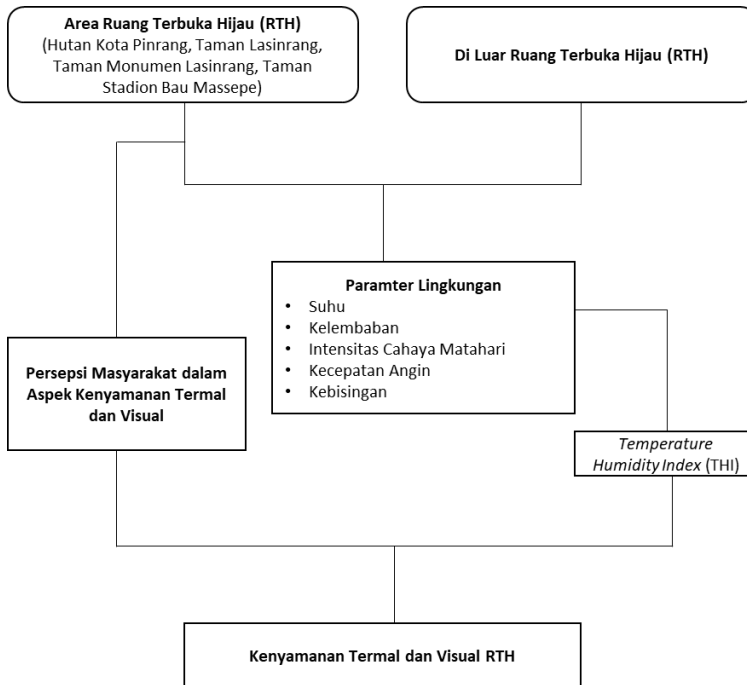 Area Ruang Terbuka Hijau (RTH)
(Hutan Kota Pinrang, Taman Lasinrang,
Taman Monumen Lasinrang, Taman
Stadion Bau Massepe)
Di Luar Ruang Terbuka Hijau (RTH)
Paramter Lingkungan
• Suhu
• Kelembaban
• Intensitas Cahaya Matahari
• Kecepatan Angin
• Kebisingan
Persepsi Masyarakat dalam
Aspek Kenyamanan Termal
dan Visual
Temperature
Humidity Index (THI)
Kenyamanan Termal dan Visual RTH